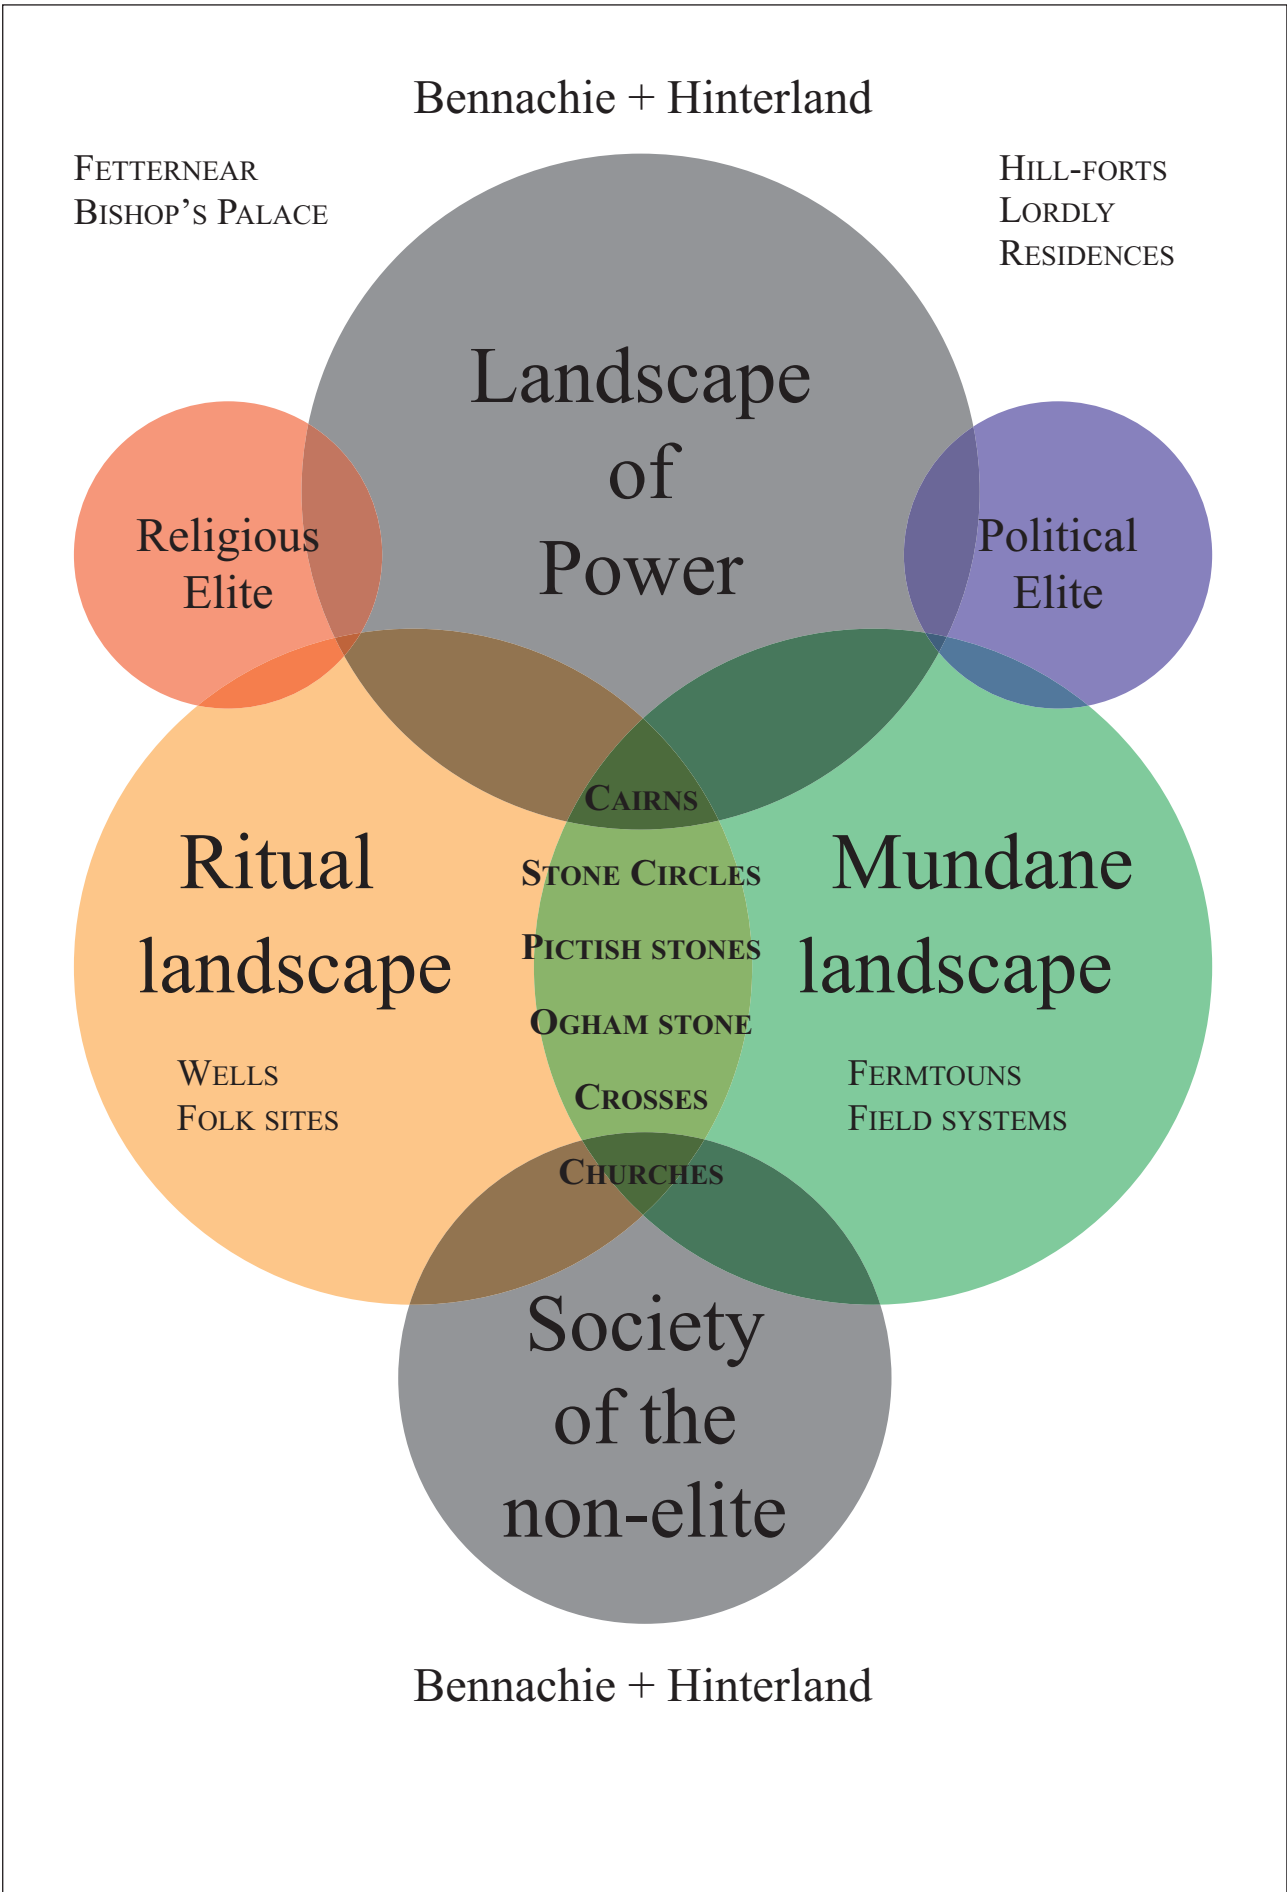 Bennachie + Hinterland
Fetternear
Bishop's Palace
Hill-forts
Lordly
Residences
Landscape
of
Power
Religious
Elite
Political
Elite
Ritual
landscape
Wells
Folk sites
Cairns
Stone Circles
Pictish stones
Ogham stone
Crosses
Churches
Mundane
landscape
Fermtouns
Field systems
Society
of the
non-elite
Bennachie + Hinterland